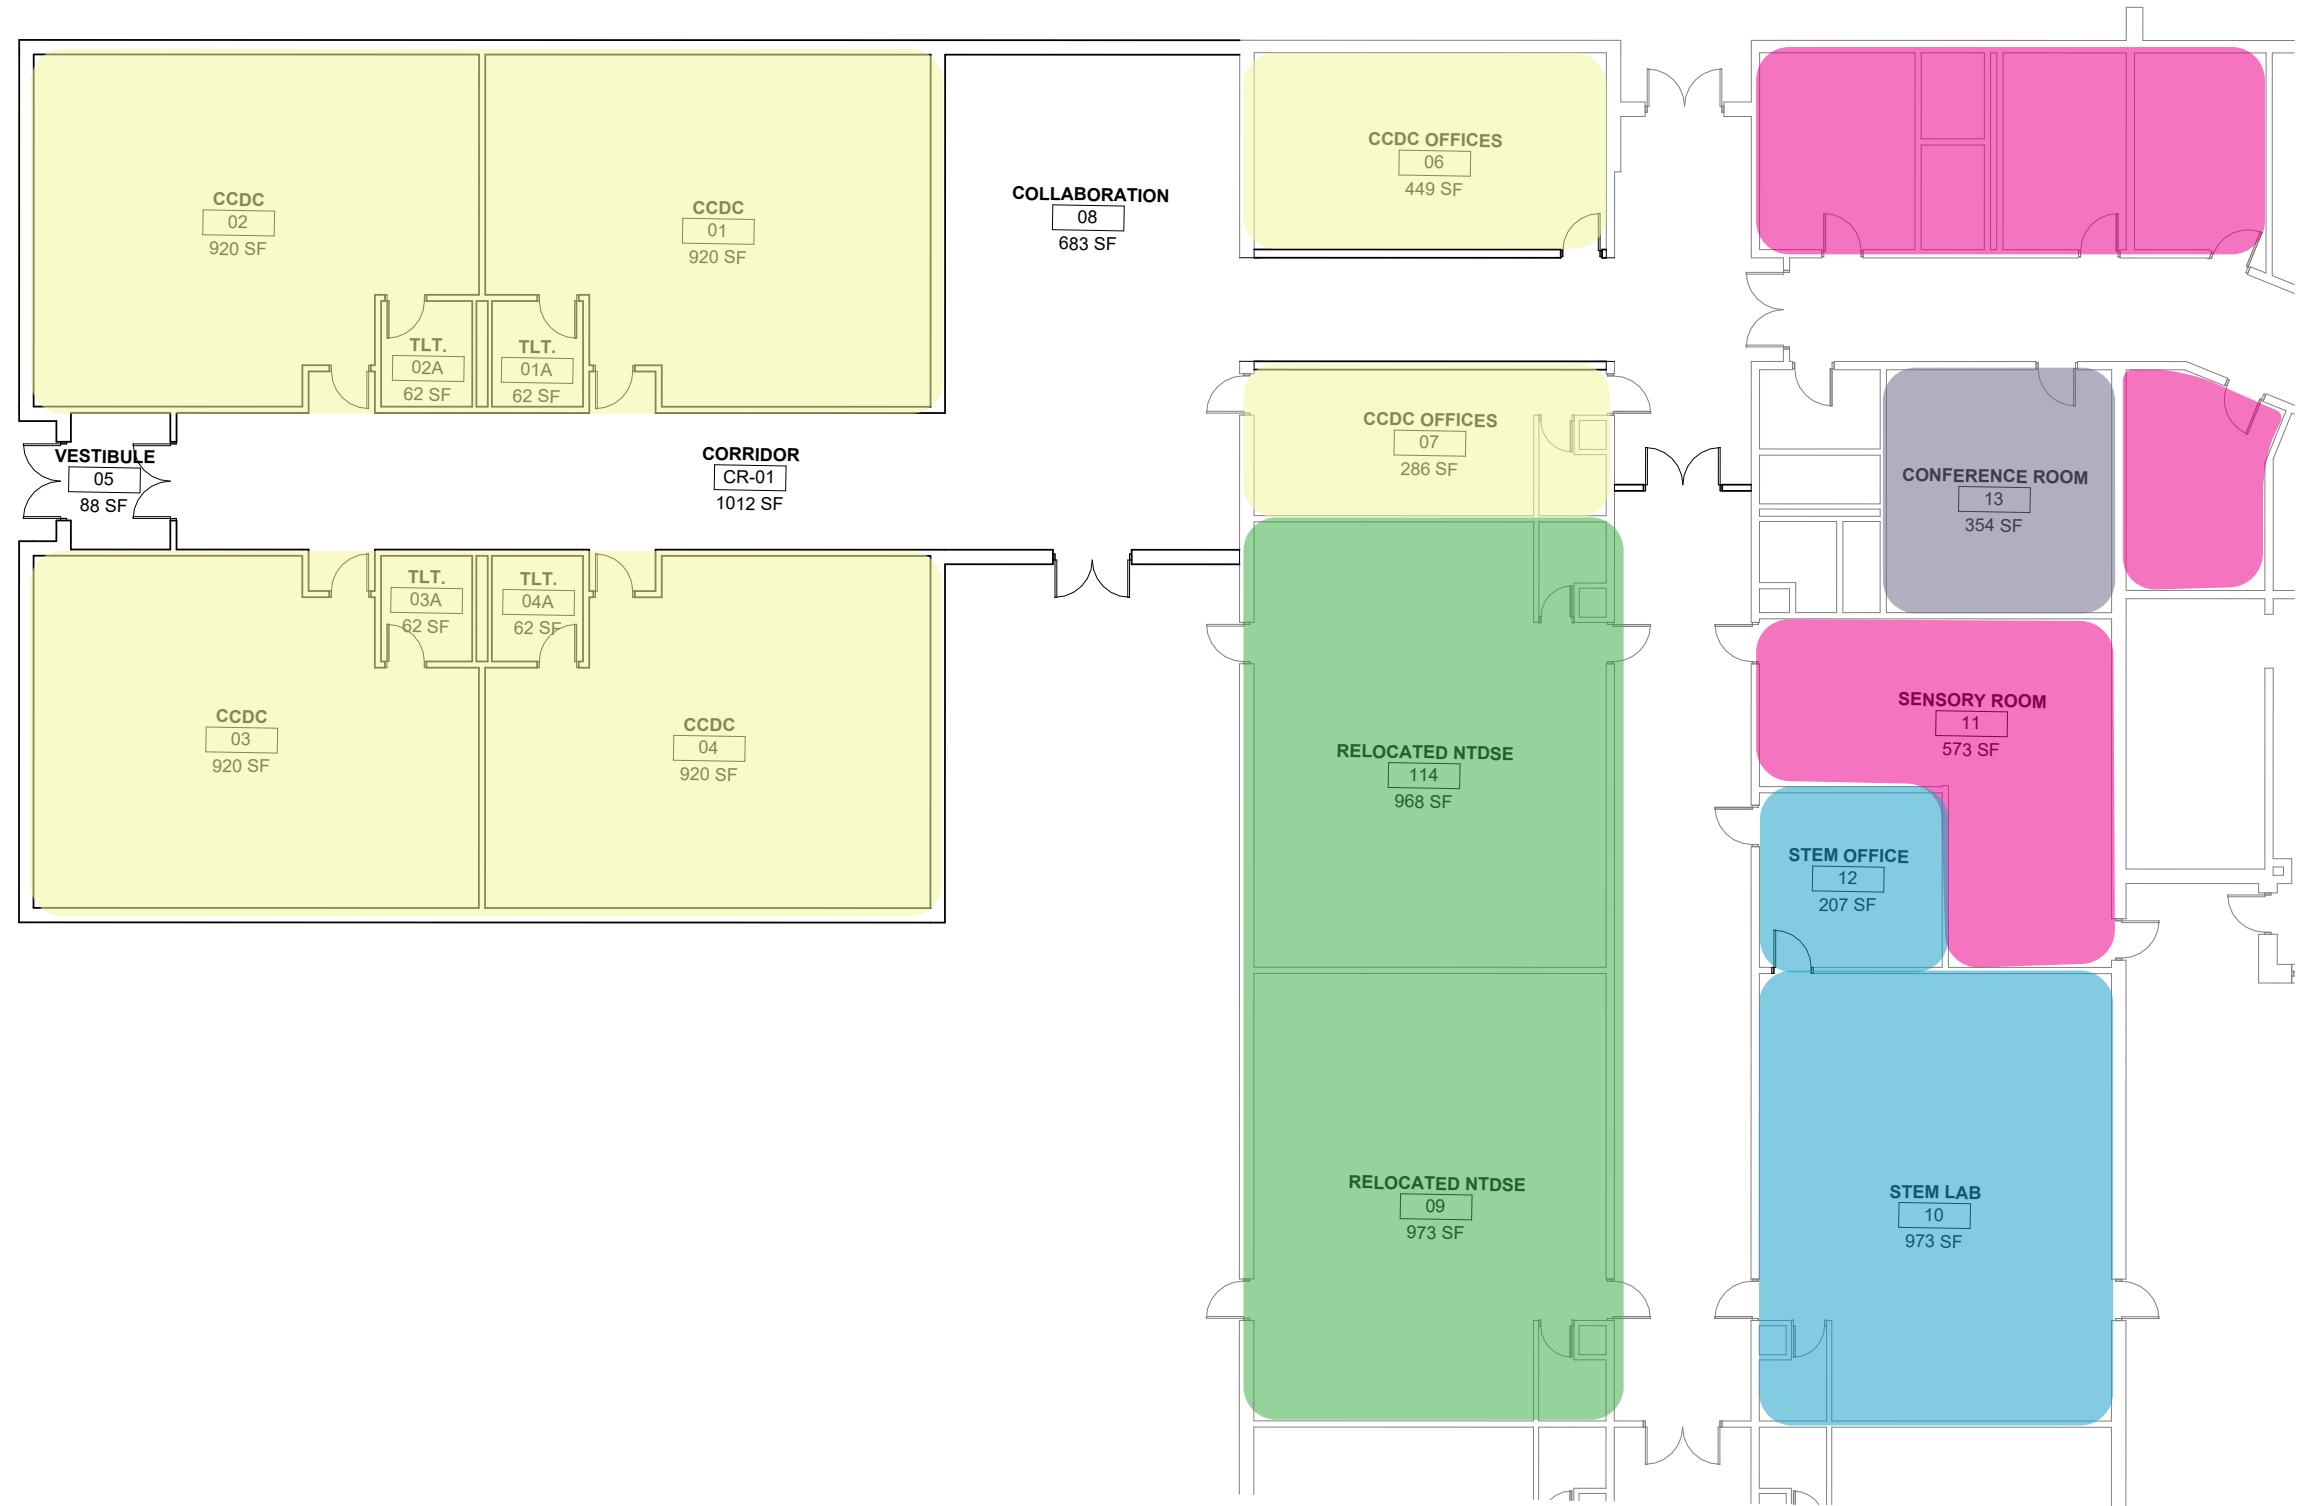 CCDC
02
920 SF
CCDC
01
920 SF
COLLABORATION
08
683 SF
CCDC OFFICES
06
449 SF
TLT.
02A
62 SF
TLT.
01A
62 SF
VESTIBULE
05
88 SF
CORRIDOR
CR-01
1012 SF
CCDC OFFICES
07
286 SF
CONFERENCE ROOM
13
354 SF
TLT.
03A
62 SF
TLT.
04A
62 SF
CCDC
03
920 SF
CCDC
04
920 SF
RELOCATED NTDSE
114
968 SF
SENSORY ROOM
11
573 SF
STEM OFFICE
12
207 SF
RELOCATED NTDSE
09
973 SF
STEM LAB
10
973 SF